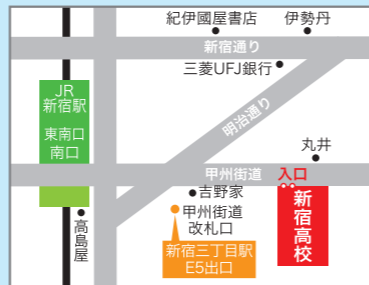 紀伊國屋書店
伊勢丹
新宿通り
三菱UFJ銀行
JR
新宿駅
東南口
南口
明治通り
丸井
甲州街道
入口
吉野家
新宿高校
甲州街道
改札口
高島屋
新宿三丁目駅
E5出口